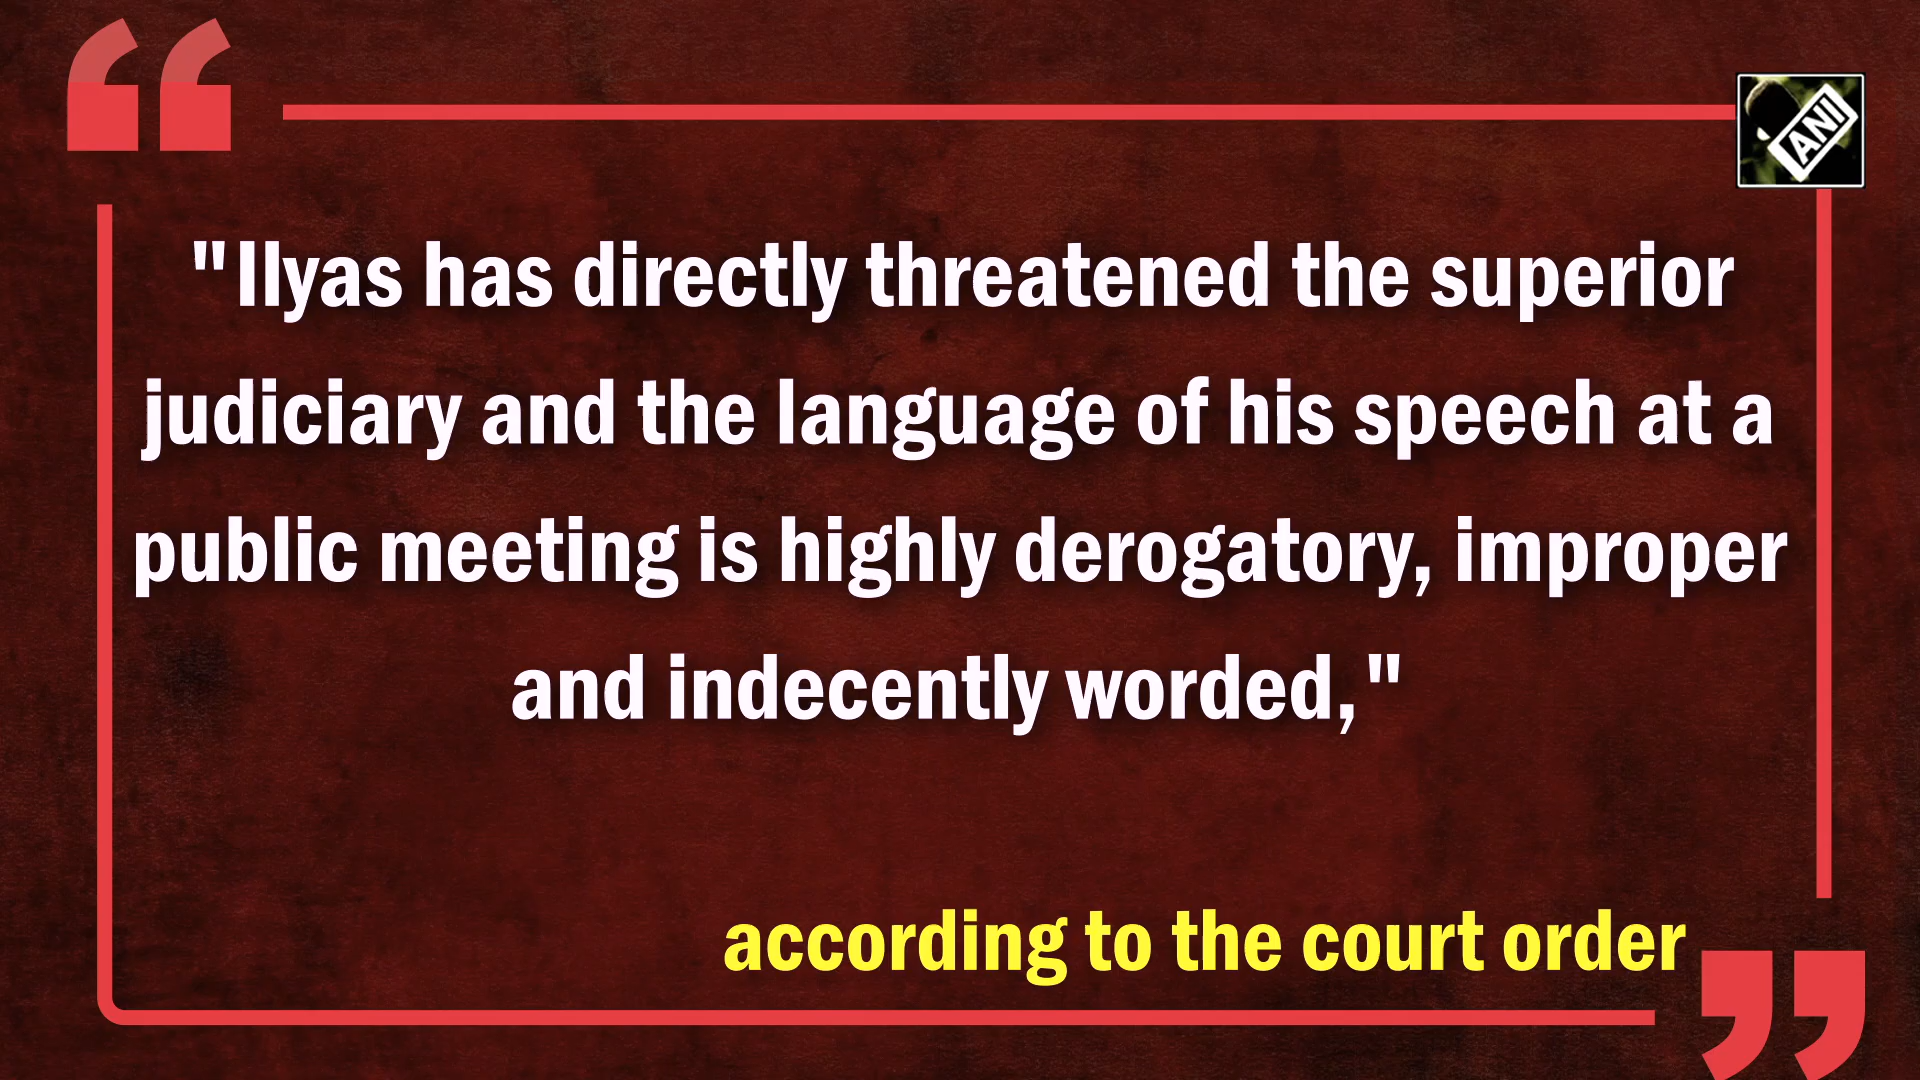 ANI
"Ilyas has directly threatened the superior
judiciary and the language of his speech at a
public meeting is highly derogatory, improper
and indecently worded,"
according to the court order